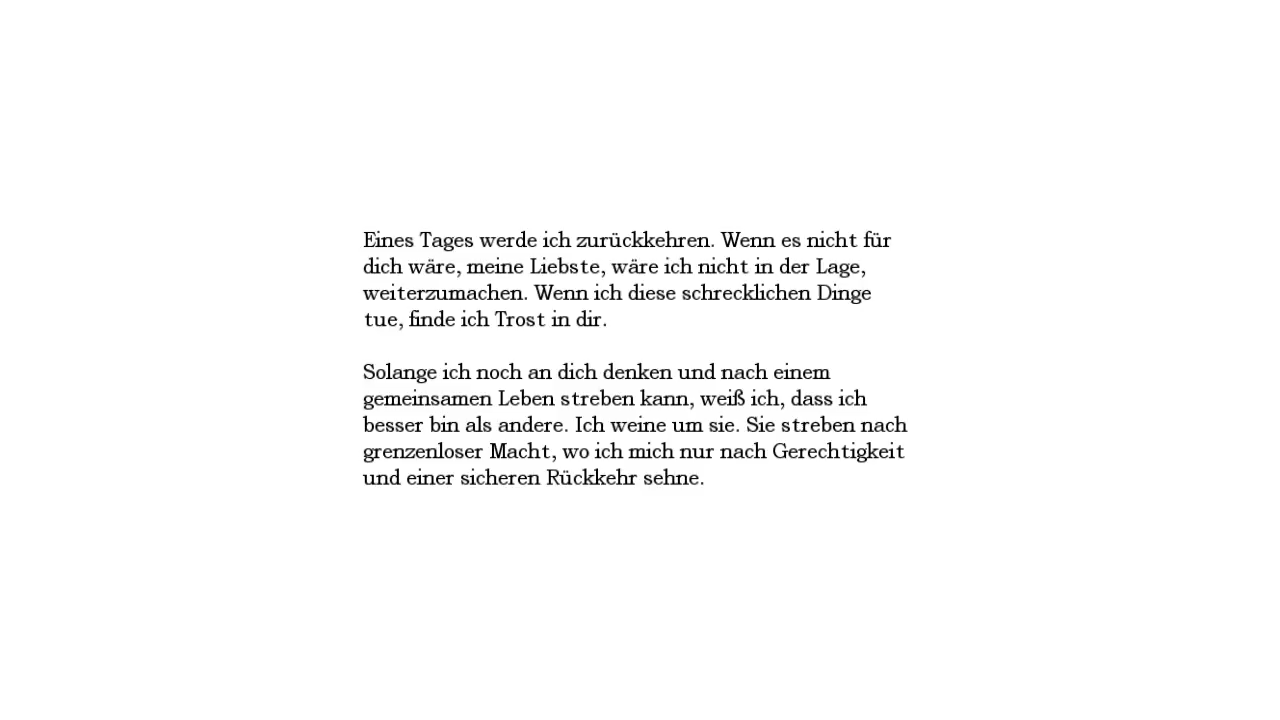 Eines Tages werde ich zurückkehren. Wenn es nicht für
dich wäre, meine Liebste, wäre ich nicht in der Lage,
weiterzumachen. Wenn ich diese schrecklichen Dinge
tue, finde ich Trost in dir.
Solange ich noch an dich denken und nach einem
gemeinsamen Leben streben kann, weiß ich, dass ich
besser bin als andere. Ich weine um sie. Sie streben nach
grenzenloser Macht, wo ich mich nur nach Gerechtigkeit
und einer sicheren Rückkehr sehne.